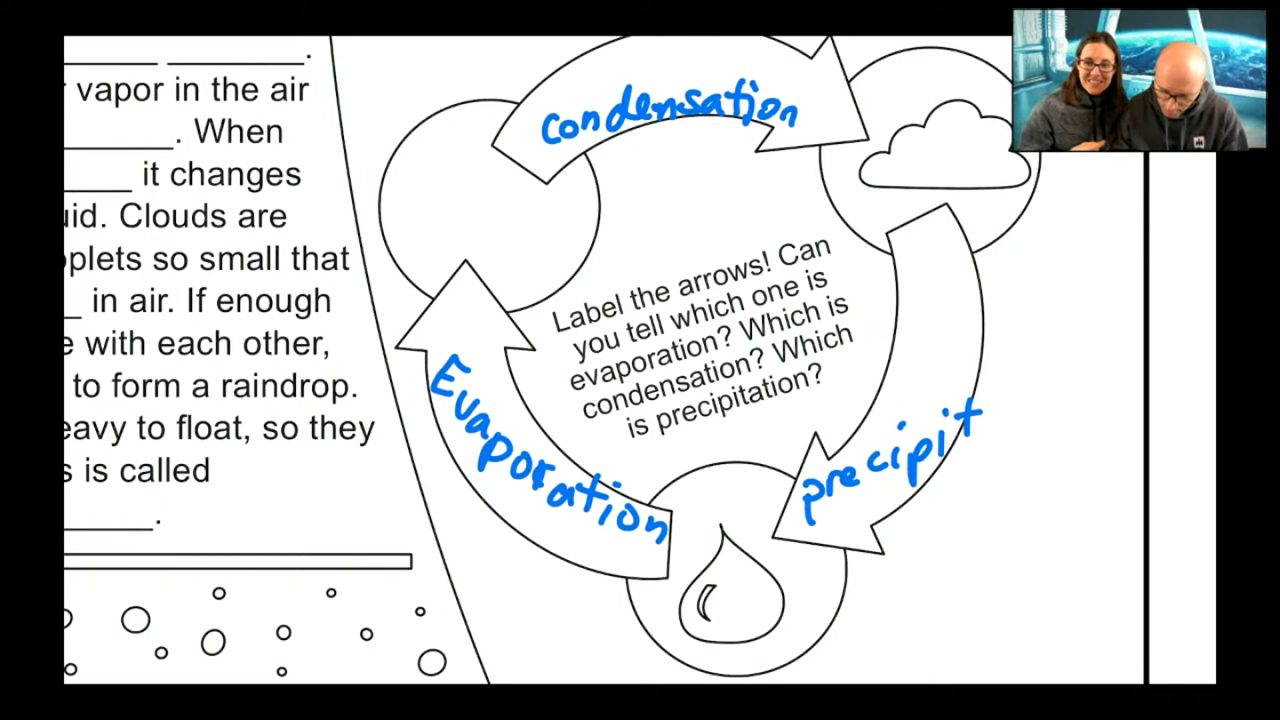 .
vapor in the air
. When
it changes
uid. Clouds are
plets so small that
in air. If enough
e with each other,
to form a raindrop.
eavy to float, so they
s is called
.
condensation
Label the arrows! Can
you tell which one is
evaporation? Which is
condensation? Which
is precipitation?
Evaporation
precipit